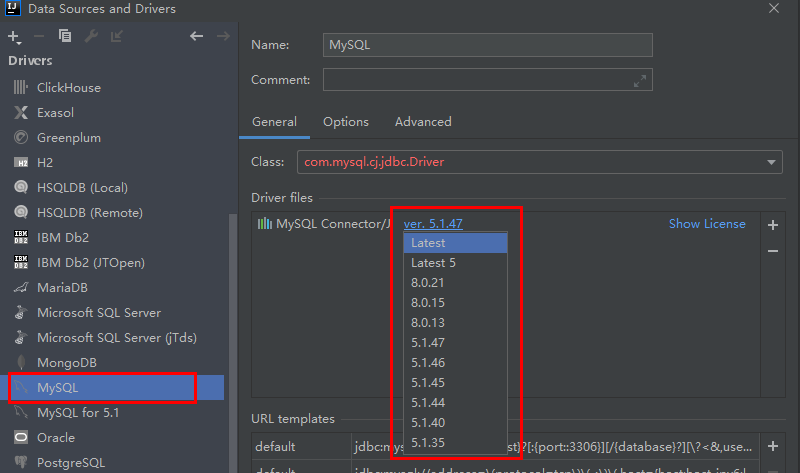 Data Sources and Drivers
Drivers
ClickHouse
Exasol
Greenplum
H2
HSQLDB (Local)
HSQLDB (Remote)
IBM Db2
IBM Db2 (JTOpen)
MariaDB
Microsoft SQL Server
Microsoft SQL Server (jTds)
MongoDB
MySQL
MySQL for 5.1
Oracle
PostgreSQL
Name: MySQL
Comment:
General Options Advanced
Class: com.mysql.cj.jdbc.Driver
Driver files
MySQL Connector/J ver. 5.1.47 Show License
Latest
Latest 5
8.0.21
8.0.15
8.0.13
5.1.47
5.1.46
5.1.45
5.1.44
5.1.40
5.1.35
URL templates
default jdbc:mys st}?[:{port::3306}][/{database}?][\?<&,use...
default